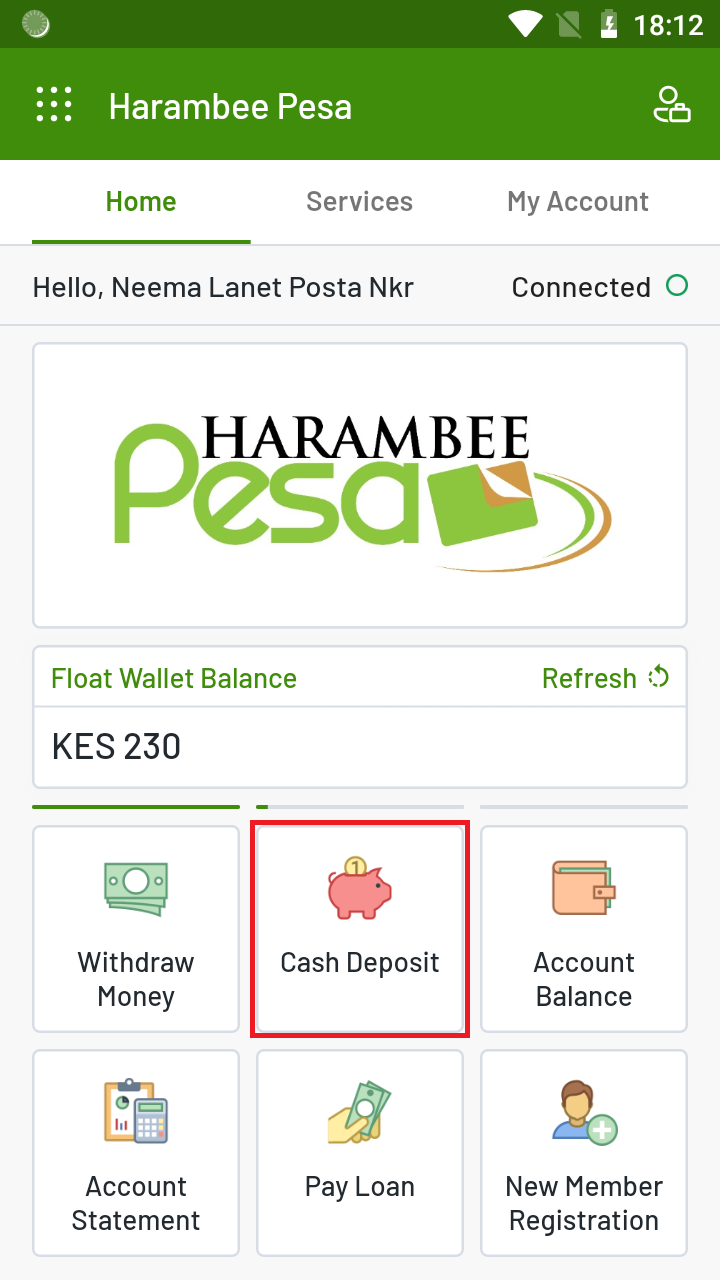 18:12
Harambee Pesa
Home Services My Account
Hello, Neema Lanet Posta Nkr Connected
HARAMBEE
Pesa
Float Wallet Balance Refresh
KES 230
1
Withdraw Money
Cash Deposit
Account Balance
Account Statement
Pay Loan
New Member Registration